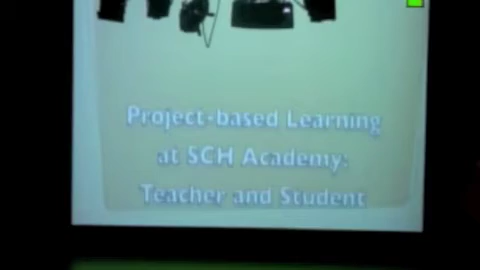 Project-based Learning
at SCH Academy:
Teacher and Student